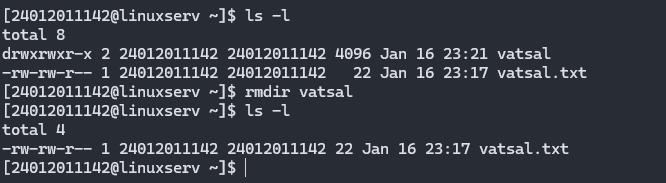 [24012011142@linuxserv ~]$ ls -l
total 8
drwxrwxr-x 2 24012011142 24012011142 4096 Jan 16 23:21 vatsal
-rw-rw-r-- 1 24012011142 24012011142   22 Jan 16 23:17 vatsal.txt
[24012011142@linuxserv ~]$ rmdir vatsal
[24012011142@linuxserv ~]$ ls -l
total 4
-rw-rw-r-- 1 24012011142 24012011142 22 Jan 16 23:17 vatsal.txt
[24012011142@linuxserv ~]$